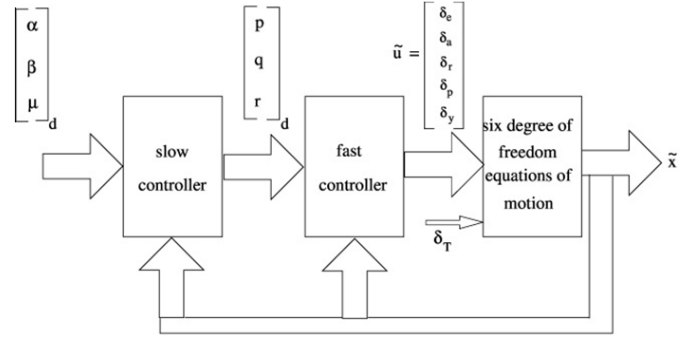 α
β
μ
d
p
q
r
d
ũ =
δe
δa
δr
δp
δy
slow
controller
fast
controller
six degree of
freedom
equations of
motion
x̃
δT